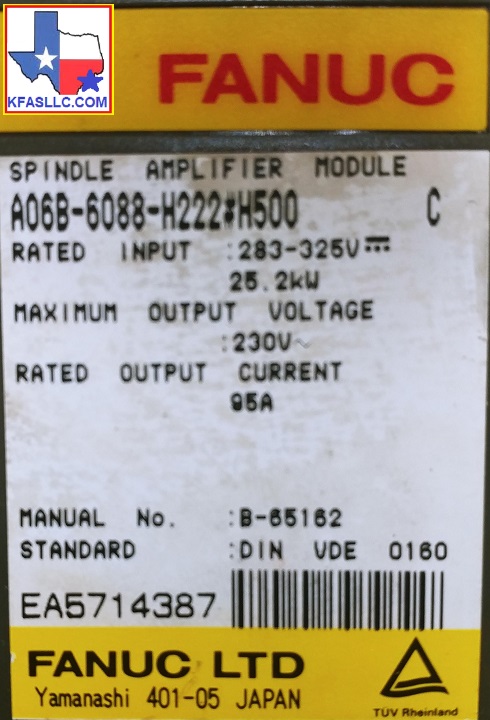 KFASLLC.COM
FANUC
SPINDLE AMPLIFIER MODULE
A06B-6088-H222#H500 C
RATED INPUT :283-325V⎓
25.2kW
MAXIMUM OUTPUT VOLTAGE
:230V~
RATED OUTPUT CURRENT
95A
MANUAL No. :B-65162
STANDARD :DIN VDE 0160
EA5714387
FANUC LTD
Yamanashi 401-05 JAPAN
TÜV Rheinland